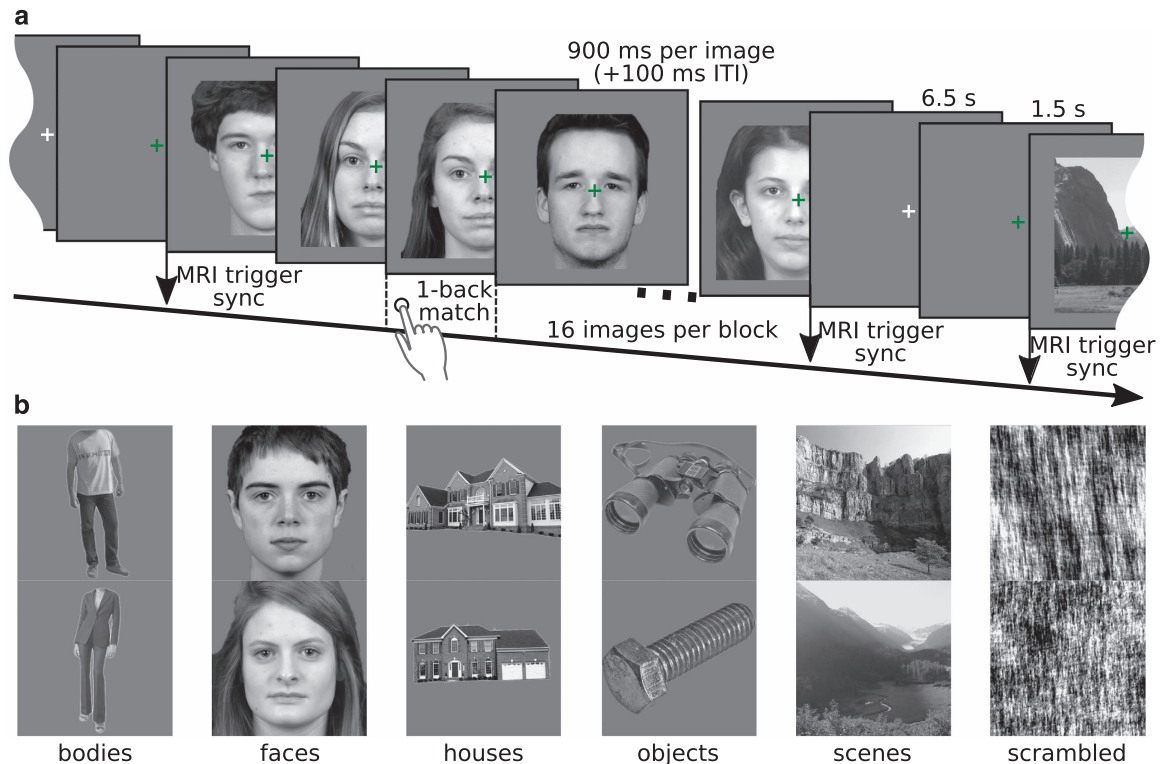 a
900 ms per image
(+100 ms ITI)
6.5 s
1.5 s
MRI trigger
sync
1-back
match
16 images per block
MRI trigger
sync
MRI trigger
sync
b
bodies
faces
houses
objects
scenes
scrambled